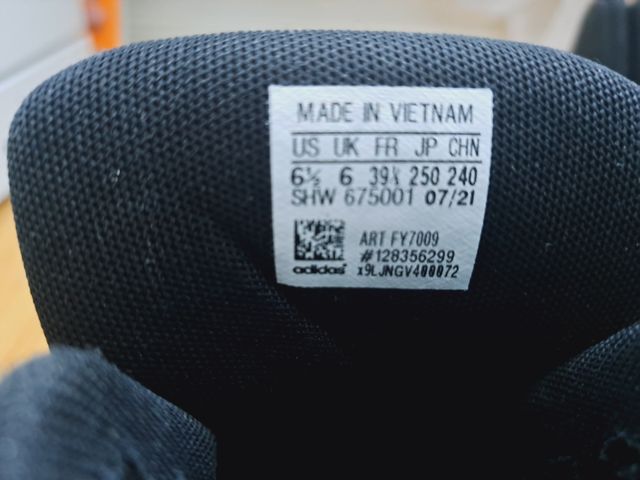 MADE IN VIETNAM
US UK FR JP CHN
6½ 6 39⅓ 250 240
SHW 675001 07/21
ART FY7009
#128356299
adidas x9LJNGV400072